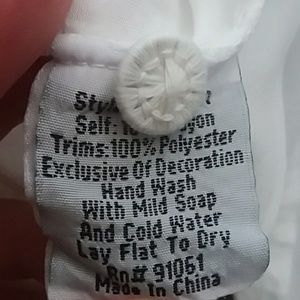 Self:
Trims:100% Polyester
Exclusive Of Decoration
Hand Wash
With Mild Soap
And Cold Water
Lay Flat To Dry
Rn# 91061
Made In China